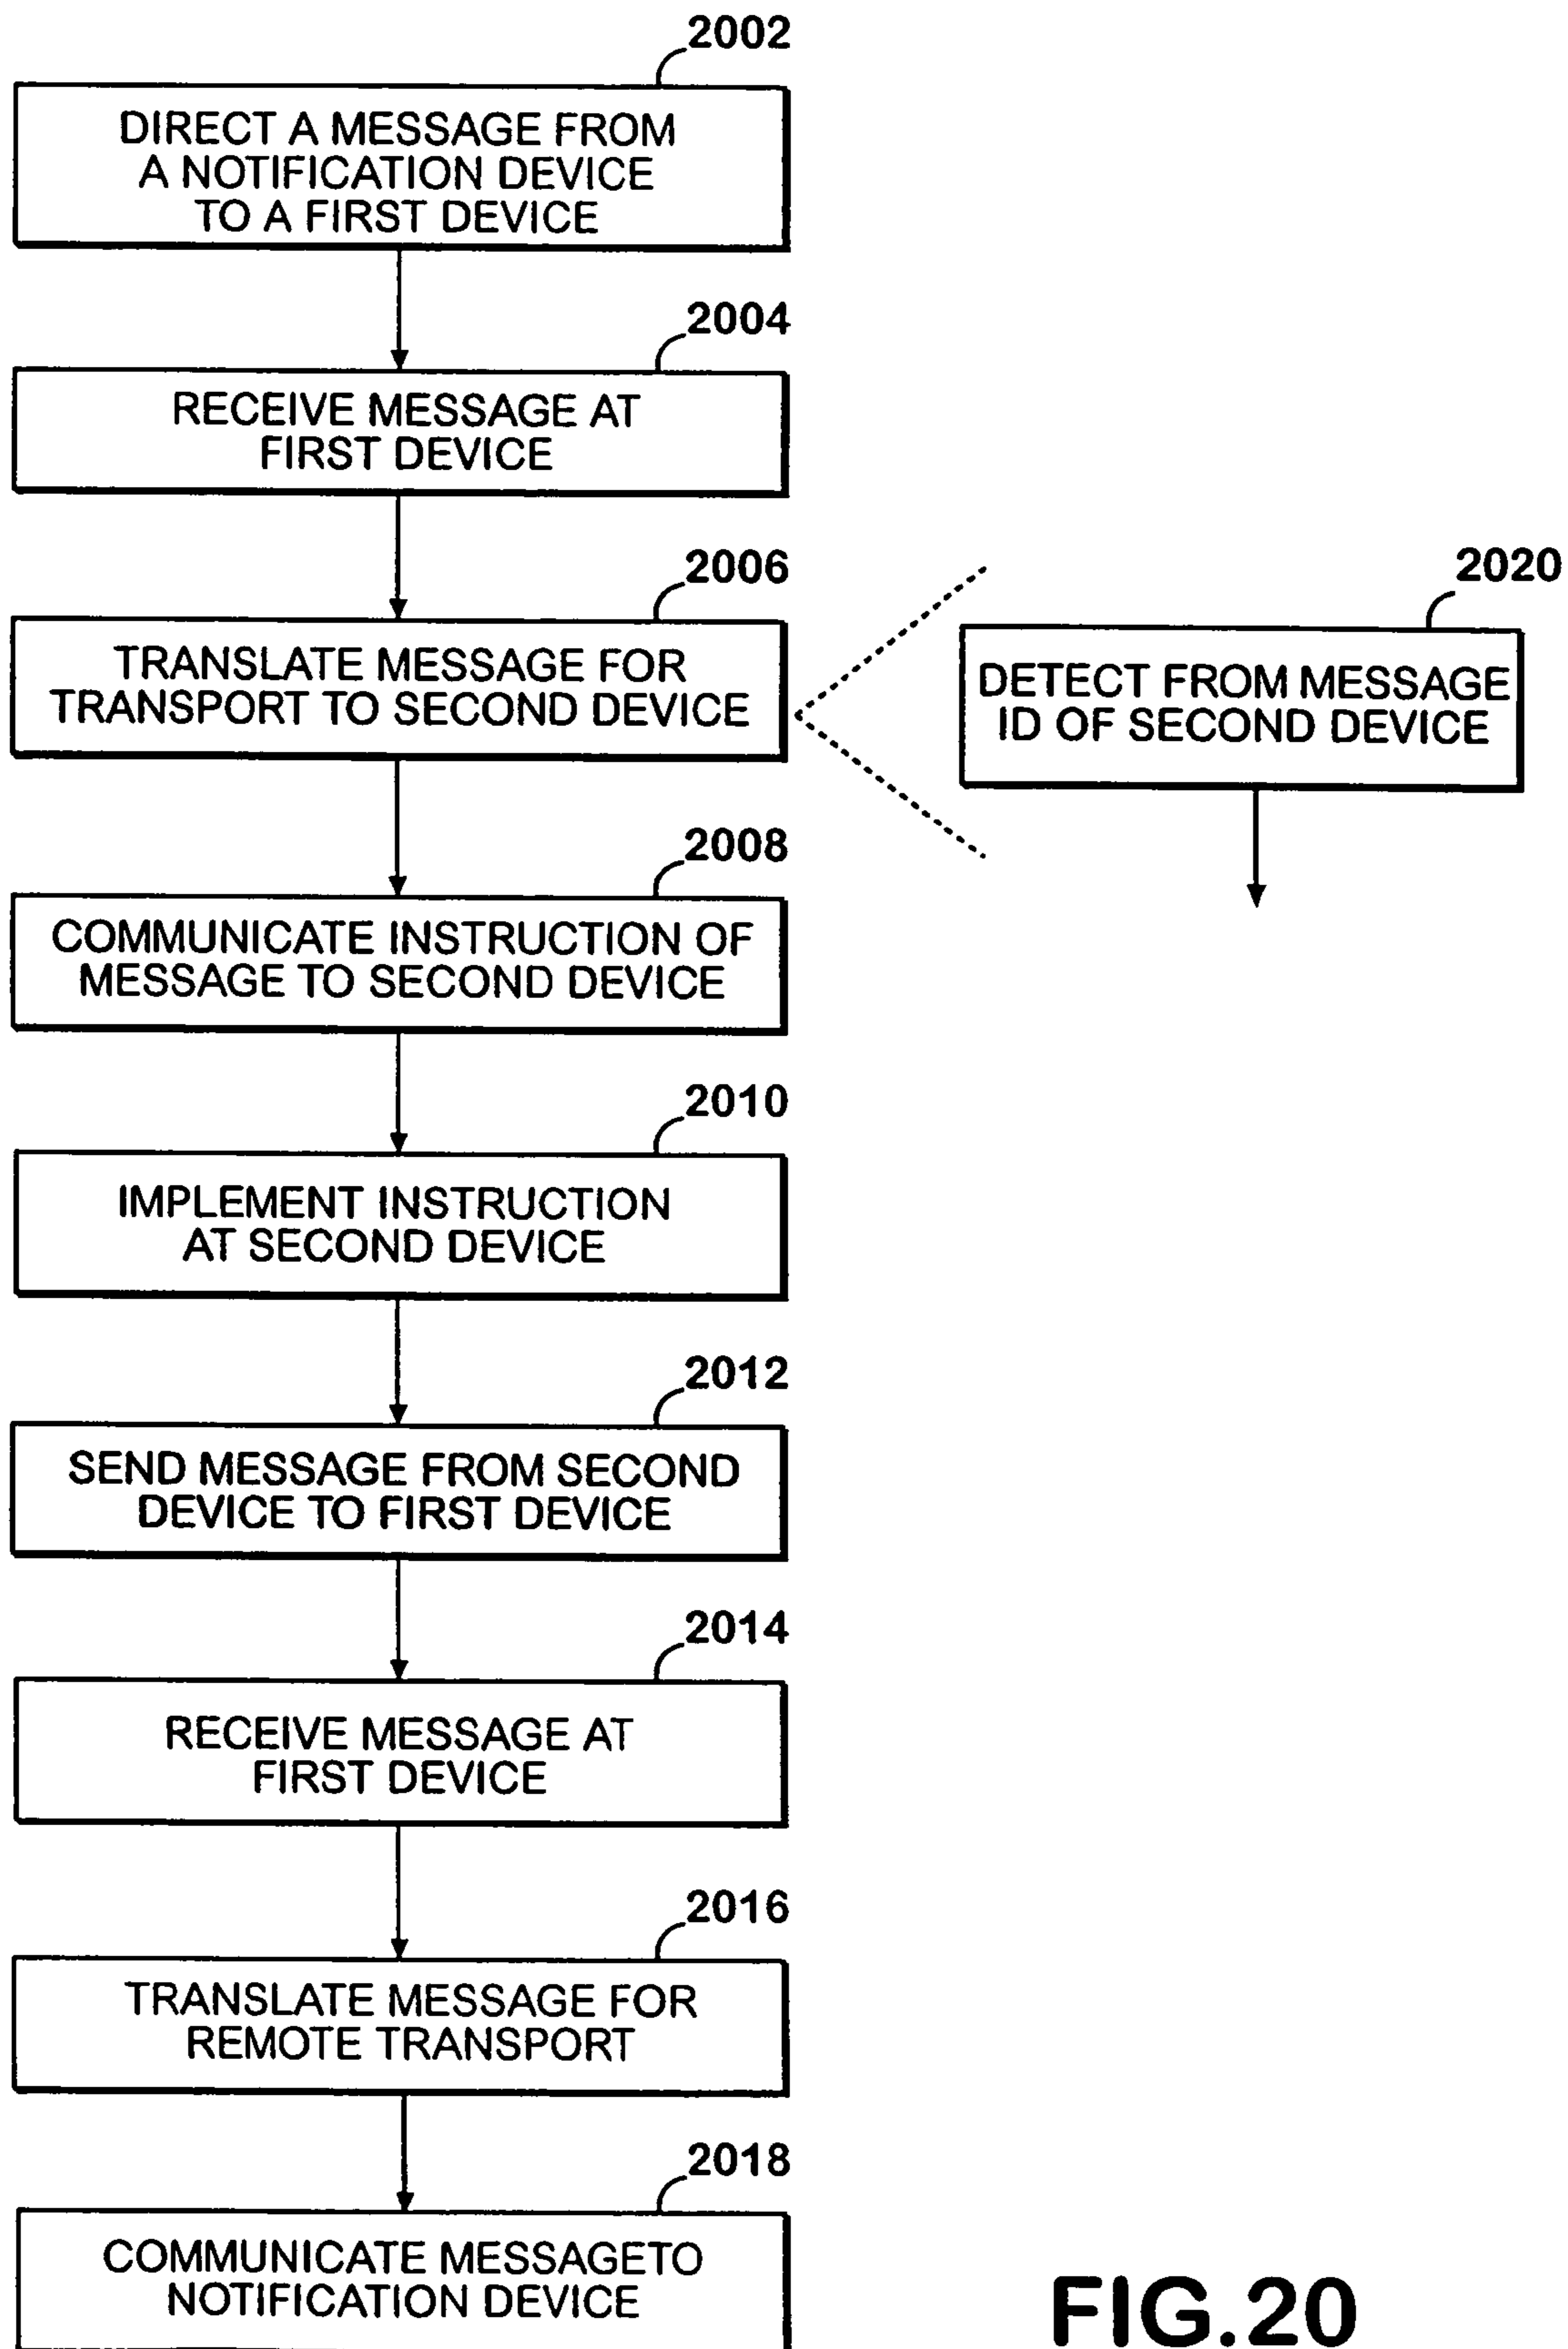 2002
DIRECT A MESSAGE FROM
A NOTIFICATION DEVICE
TO A FIRST DEVICE
2004
RECEIVE MESSAGE AT
FIRST DEVICE
2006
TRANSLATE MESSAGE FOR
TRANSPORT TO SECOND DEVICE
2020
DETECT FROM MESSAGE
ID OF SECOND DEVICE
2008
COMMUNICATE INSTRUCTION OF
MESSAGE TO SECOND DEVICE
2010
IMPLEMENT INSTRUCTION
AT SECOND DEVICE
2012
SEND MESSAGE FROM SECOND
DEVICE TO FIRST DEVICE
2014
RECEIVE MESSAGE AT
FIRST DEVICE
2016
TRANSLATE MESSAGE FOR
REMOTE TRANSPORT
2018
COMMUNICATE MESSAGETO
NOTIFICATION DEVICE
FIG.20